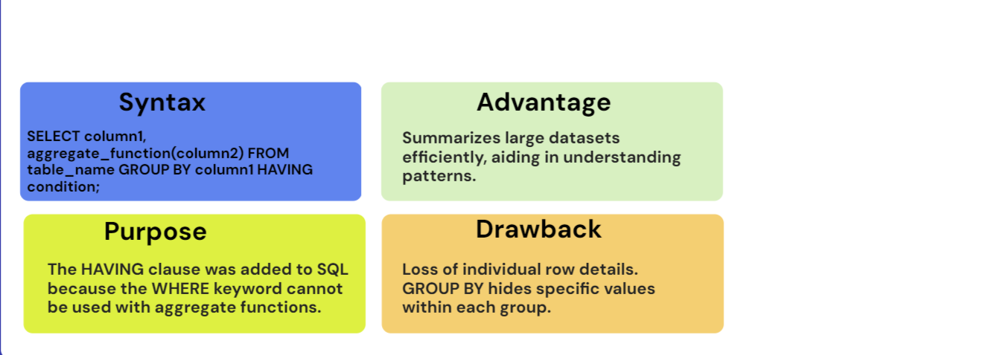 Syntax
SELECT column1,
aggregate_function(column2) FROM
table_name GROUP BY column1 HAVING
condition;
Advantage
Summarizes large datasets
efficiently, aiding in understanding
patterns.
Purpose
The HAVING clause was added to SQL
because the WHERE keyword cannot
be used with aggregate functions.
Drawback
Loss of individual row details.
GROUP BY hides specific values
within each group.